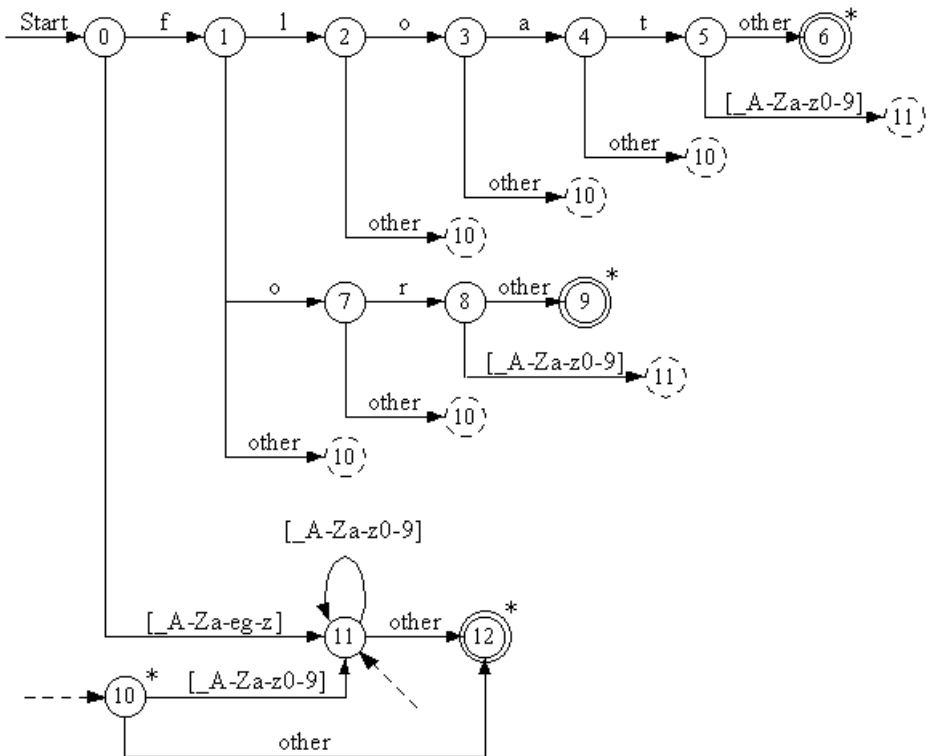 Start 0 f 1 l 2 o 3 a 4 t 5 other 6 *
[_A-Za-z0-9] 11
other 10
other 10
other 10
o 7 r 8 other 9 *
[_A-Za-z0-9] 11
other 10
other 10
[_A-Za-z0-9]
[_A-Za-eg-z] 11 other 12 *
10 * [_A-Za-z0-9]
other